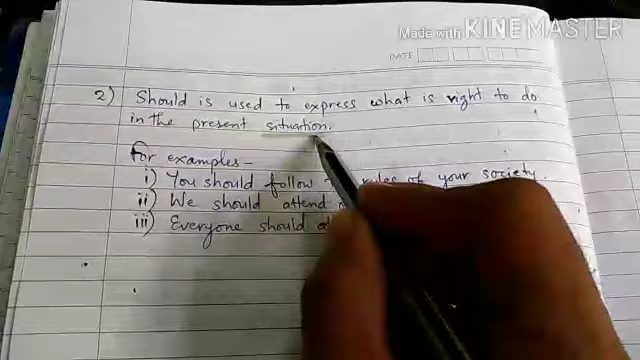 Made with KINEMASTER
DATE
2) Should is used to express what is right to do
in the present situation.
For examples-
i) You should follow rules of your society.
ii) We should attend
iii) Everyone should